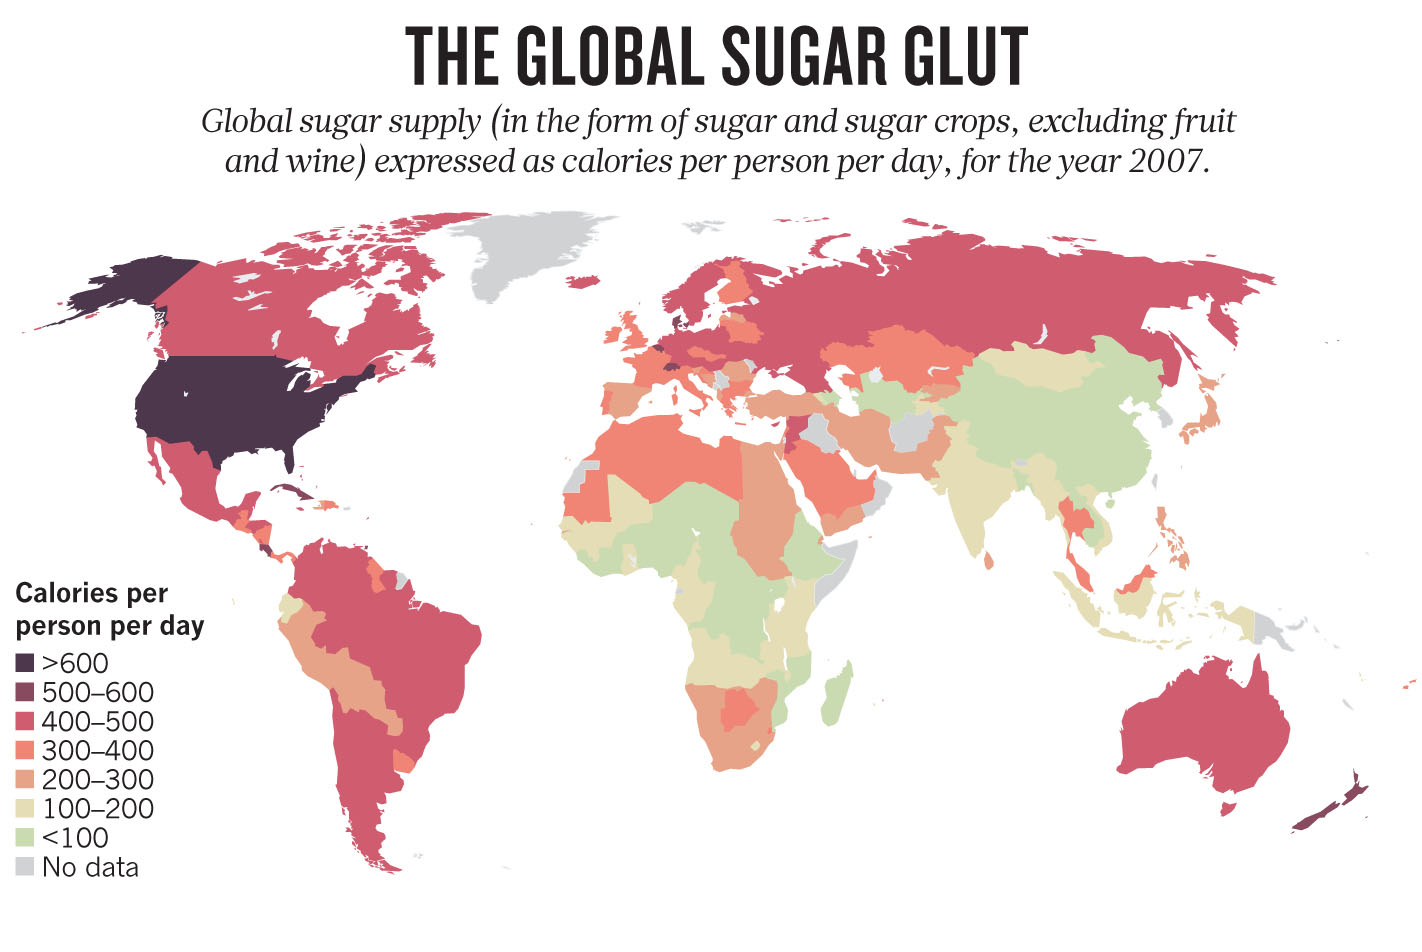 THE GLOBAL SUGAR GLUT
Global sugar supply (in the form of sugar and sugar crops, excluding fruit
and wine) expressed as calories per person per day, for the year 2007.
Calories per
person per day
>600
500–600
400–500
300–400
200–300
100–200
<100
No data